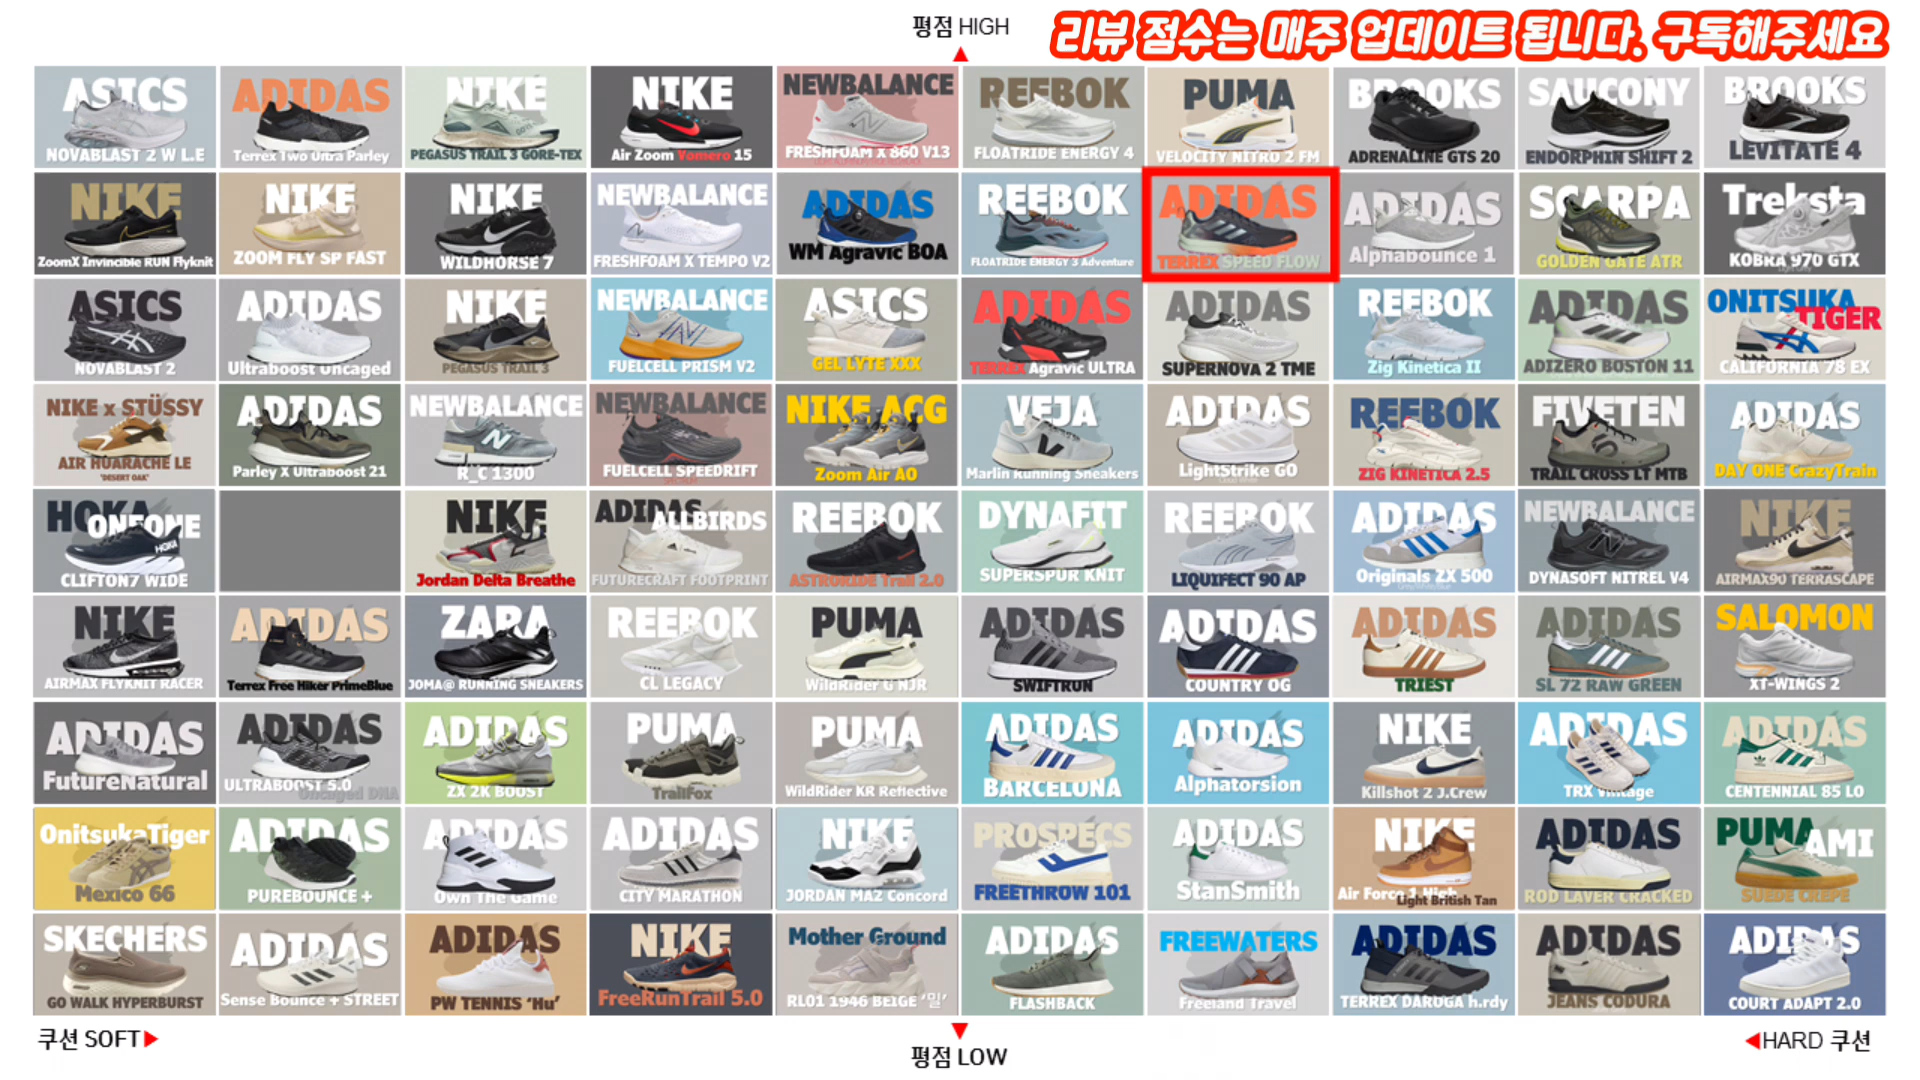 평점 HIGH
리뷰 점수는 매주 업데이트 됩니다. 구독해주세요
ASICS
NOVABLAST 2 W L.E
ADIDAS
Terrex Two Ultra Parley
NIKE
PEGASUS TRAIL 3 GORE-TEX
NIKE
Air Zoom Vomero 15
NEWBALANCE
FRESHFOAM X 860 V13
REEBOK
FLOATRIDE ENERGY 4
PUMA
VELOCITY NITRO 2 FM
BROOKS
ADRENALINE GTS 20
SAUCONY
ENDORPHIN SHIFT 2
BROOKS
LEVITATE 4
NIKE
ZoomX Invincible RUN Flyknit
NIKE
ZOOM FLY SP FAST
NIKE
WILDHORSE 7
NEWBALANCE
FRESHFOAM X TEMPO V2
ADIDAS
WM Agravic BOA
REEBOK
FLOATRIDE ENERGY 3 Adventure
ADIDAS
TERREX SPEED FLOW
ADIDAS
Alphabounce 1
SCARPA
GOLDEN GATE ATR
Treksta
KOBRA 970 GTX
ASICS
NOVABLAST 2
ADIDAS
Ultraboost Uncaged
NIKE
PEGASUS TRAIL 3
NEWBALANCE
FUELCELL PRISM V2
ASICS
GEL LYTE XXX
ADIDAS
TERREX Agravic ULTRA
ADIDAS
SUPERNOVA 2 TME
REEBOK
Zig Kinetica II
ADIDAS
ADIZERO BOSTON 11
ONITSUKA
TIGER
CALIFORNIA 78 EX
NIKE x STÜSSY
AIR HUARACHE LE
'DESERT OAK'
ADIDAS
Parley X Ultraboost 21
NEWBALANCE
R_C 1300
NEWBALANCE
FUELCELL SPEEDRIFT
NIKE ACG
Zoom Air AO
VEJA
Marlin Running Sneakers
ADIDAS
LightStrike GO
REEBOK
ZIG KINETICA 2.5
FIVETEN
TRAIL CROSS LT MTB
ADIDAS
DAY ONE CrazyTrain
HOKA
ONEONE
CLIFTON7 WIDE
NIKE
Jordan Delta Breathe
ADIDAS
ALLBIRDS
FUTURECRAFT FOOTPRINT
REEBOK
ASTRORIDE Trail 2.0
DYNAFIT
SUPERSPUR KNIT
REEBOK
LIQUIFECT 90 AP
ADIDAS
Originals ZX 500
NEWBALANCE
DYNASOFT NITREL V4
NIKE
AIRMAX90 TERRASCAPE
NIKE
AIRMAX FLYKNIT RACER
ADIDAS
Terrex Free Hiker PrimeBlue
ZARA
JOMA@ RUNNING SNEAKERS
REEBOK
CL LEGACY
PUMA
WildRider G NJR
ADIDAS
SWIFTRUN
ADIDAS
COUNTRY OG
ADIDAS
TRIEST
ADIDAS
SL 72 RAW GREEN
SALOMON
XT-WINGS 2
ADIDAS
FutureNatural
ADIDAS
ULTRABOOST 5.0
Uncaged DNA
ADIDAS
ZX 2K BOOST
PUMA
TrailFox
PUMA
WildRider KR Reflective
ADIDAS
BARCELONA
ADIDAS
Alphatorsion
NIKE
Killshot 2 J.Crew
ADIDAS
TRX Vintage
ADIDAS
CENTENNIAL 85 LO
OnitsukaTiger
Mexico 66
ADIDAS
PUREBOUNCE +
ADIDAS
Own The Game
ADIDAS
CITY MARATHON
NIKE
JORDAN MA2 Concord
PROSPECS
FREETHROW 101
ADIDAS
StanSmith
NIKE
Air Force 1 High
Light British Tan
ADIDAS
ROD LAVER CRACKED
PUMA
AMI
SUEDE CREPE
SKECHERS
GO WALK HYPERBURST
ADIDAS
Sense Bounce + STREET
ADIDAS
PW TENNIS 'Hu'
NIKE
FreeRunTrail 5.0
Mother Ground
RL01 1946 BEIGE '밀'
ADIDAS
FLASHBACK
FREEWATERS
Freeland Travel
ADIDAS
TERREX DAROGA h.rdy
ADIDAS
JEANS CODURA
ADIDAS
COURT ADAPT 2.0
쿠션 SOFT
평점 LOW
HARD 쿠션